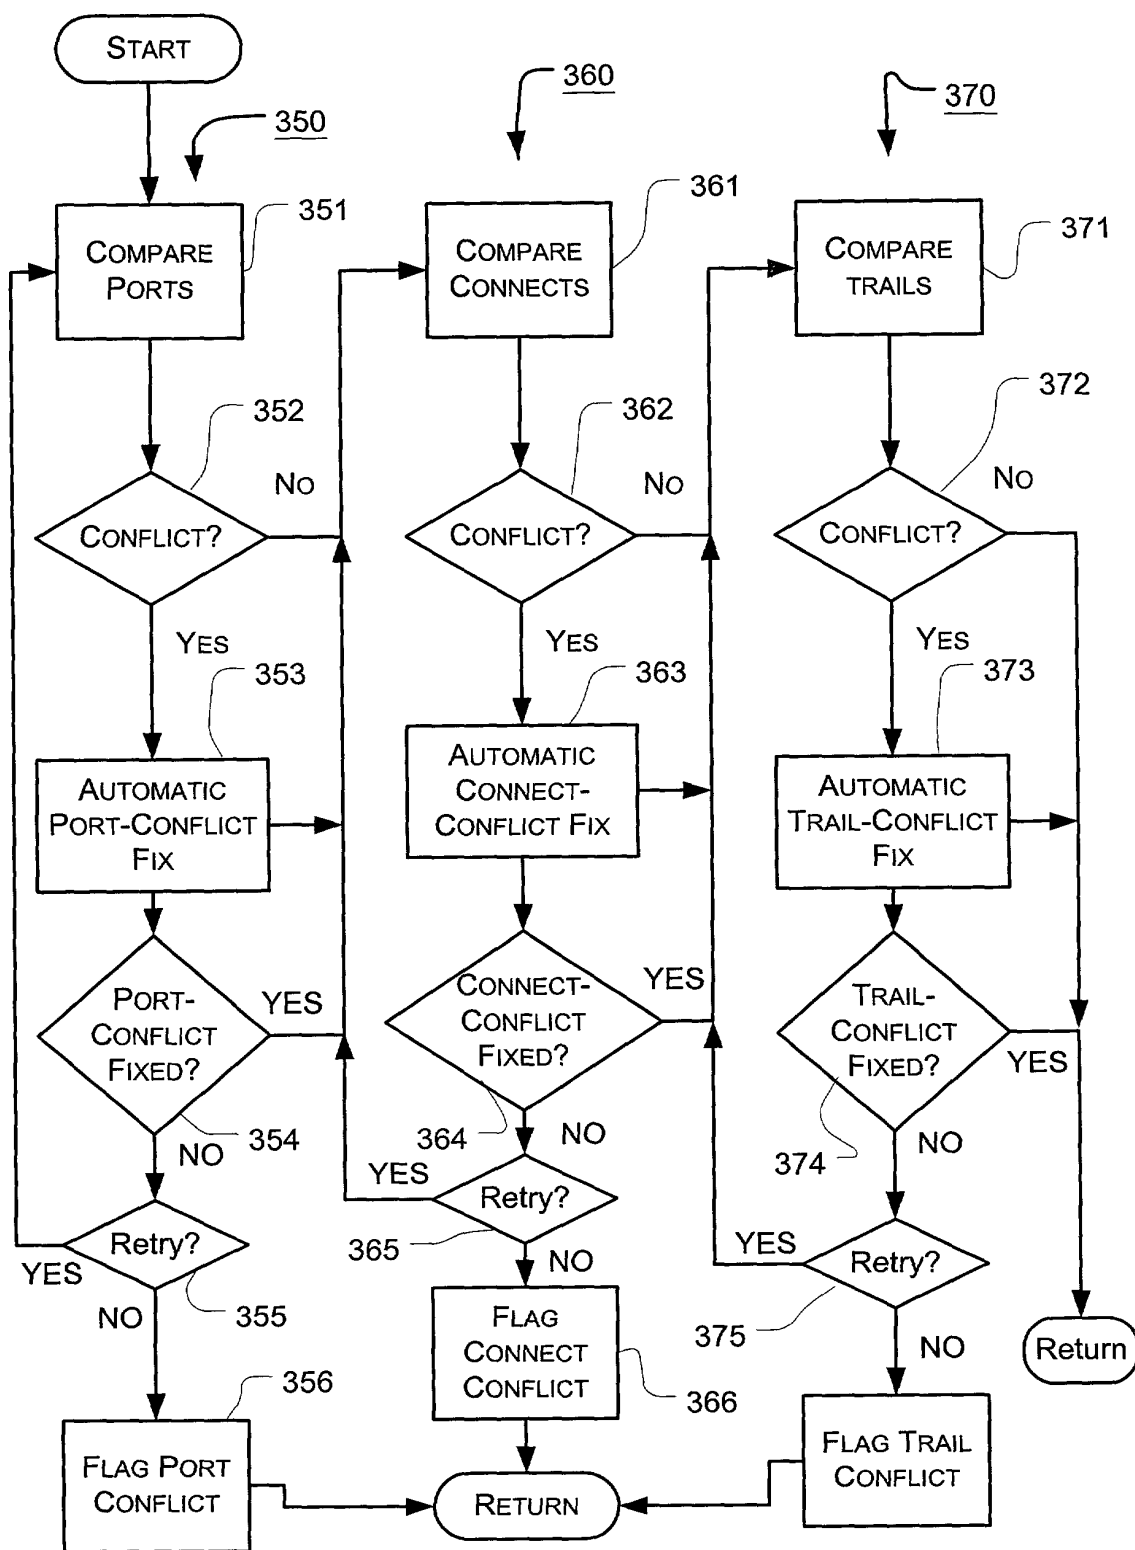 START
350
360
370
COMPARE
PORTS
351
COMPARE
CONNECTS
361
COMPARE
TRAILS
371
352
362
372
CONFLICT?
NO
CONFLICT?
NO
CONFLICT?
NO
YES
353
YES
363
YES
373
AUTOMATIC
PORT-CONFLICT
FIX
AUTOMATIC
CONNECT-
CONFLICT FIX
AUTOMATIC
TRAIL-CONFLICT
FIX
PORT-
CONFLICT
FIXED?
YES
354
NO
CONNECT-
CONFLICT
FIXED?
YES
364
NO
TRAIL-
CONFLICT
FIXED?
YES
374
NO
Retry?
YES
355
NO
Retry?
YES
365
NO
Retry?
YES
375
NO
Return
356
FLAG PORT
CONFLICT
FLAG
CONNECT
CONFLICT
366
FLAG TRAIL
CONFLICT
RETURN